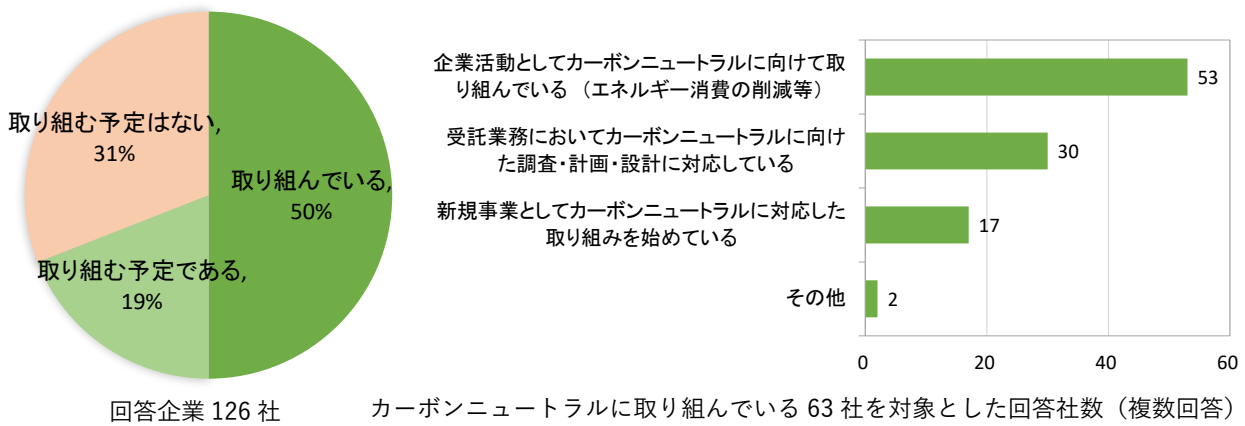 取り組む予定はない,
31%
取り組んでいる,
50%
取り組む予定である,
19%
回答企業 126 社
企業活動としてカーボンニュートラルに向けて取
り組んでいる（エネルギー消費の削減等）
53
受託業務においてカーボンニュートラルに向け
た調査・計画・設計に対応している
30
新規事業としてカーボンニュートラルに対応した
取り組みを始めている
17
その他
2
0 20 40 60
カーボンニュートラルに取り組んでいる 63 社を対象とした回答社数（複数回答）